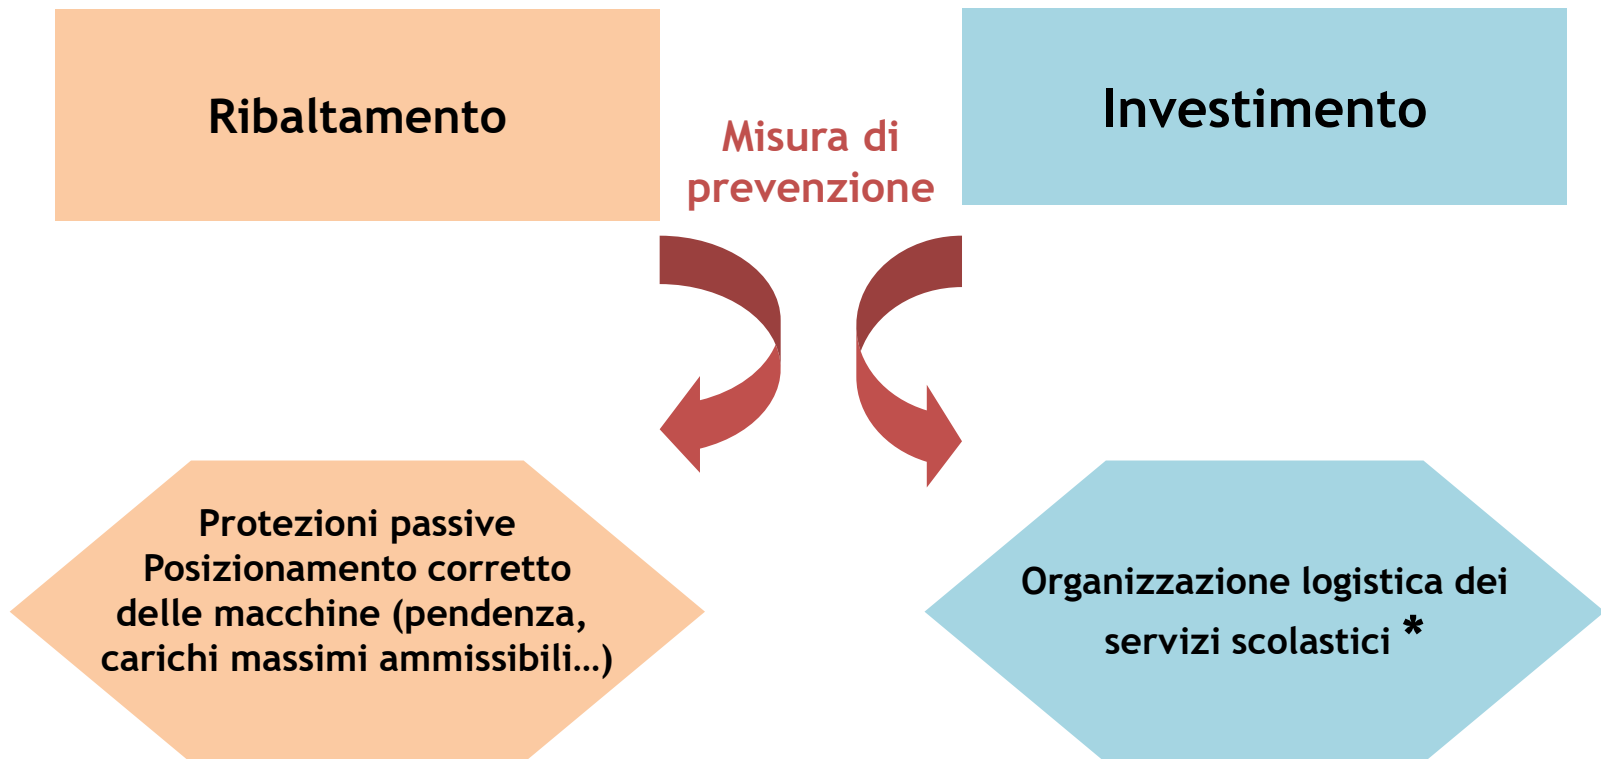 Ribaltamento
Misura di
prevenzione
Investimento
Protezioni passive
Posizionamento corretto
delle macchine (pendenza,
carichi massimi ammissibili…)
Organizzazione logistica dei
servizi scolastici *